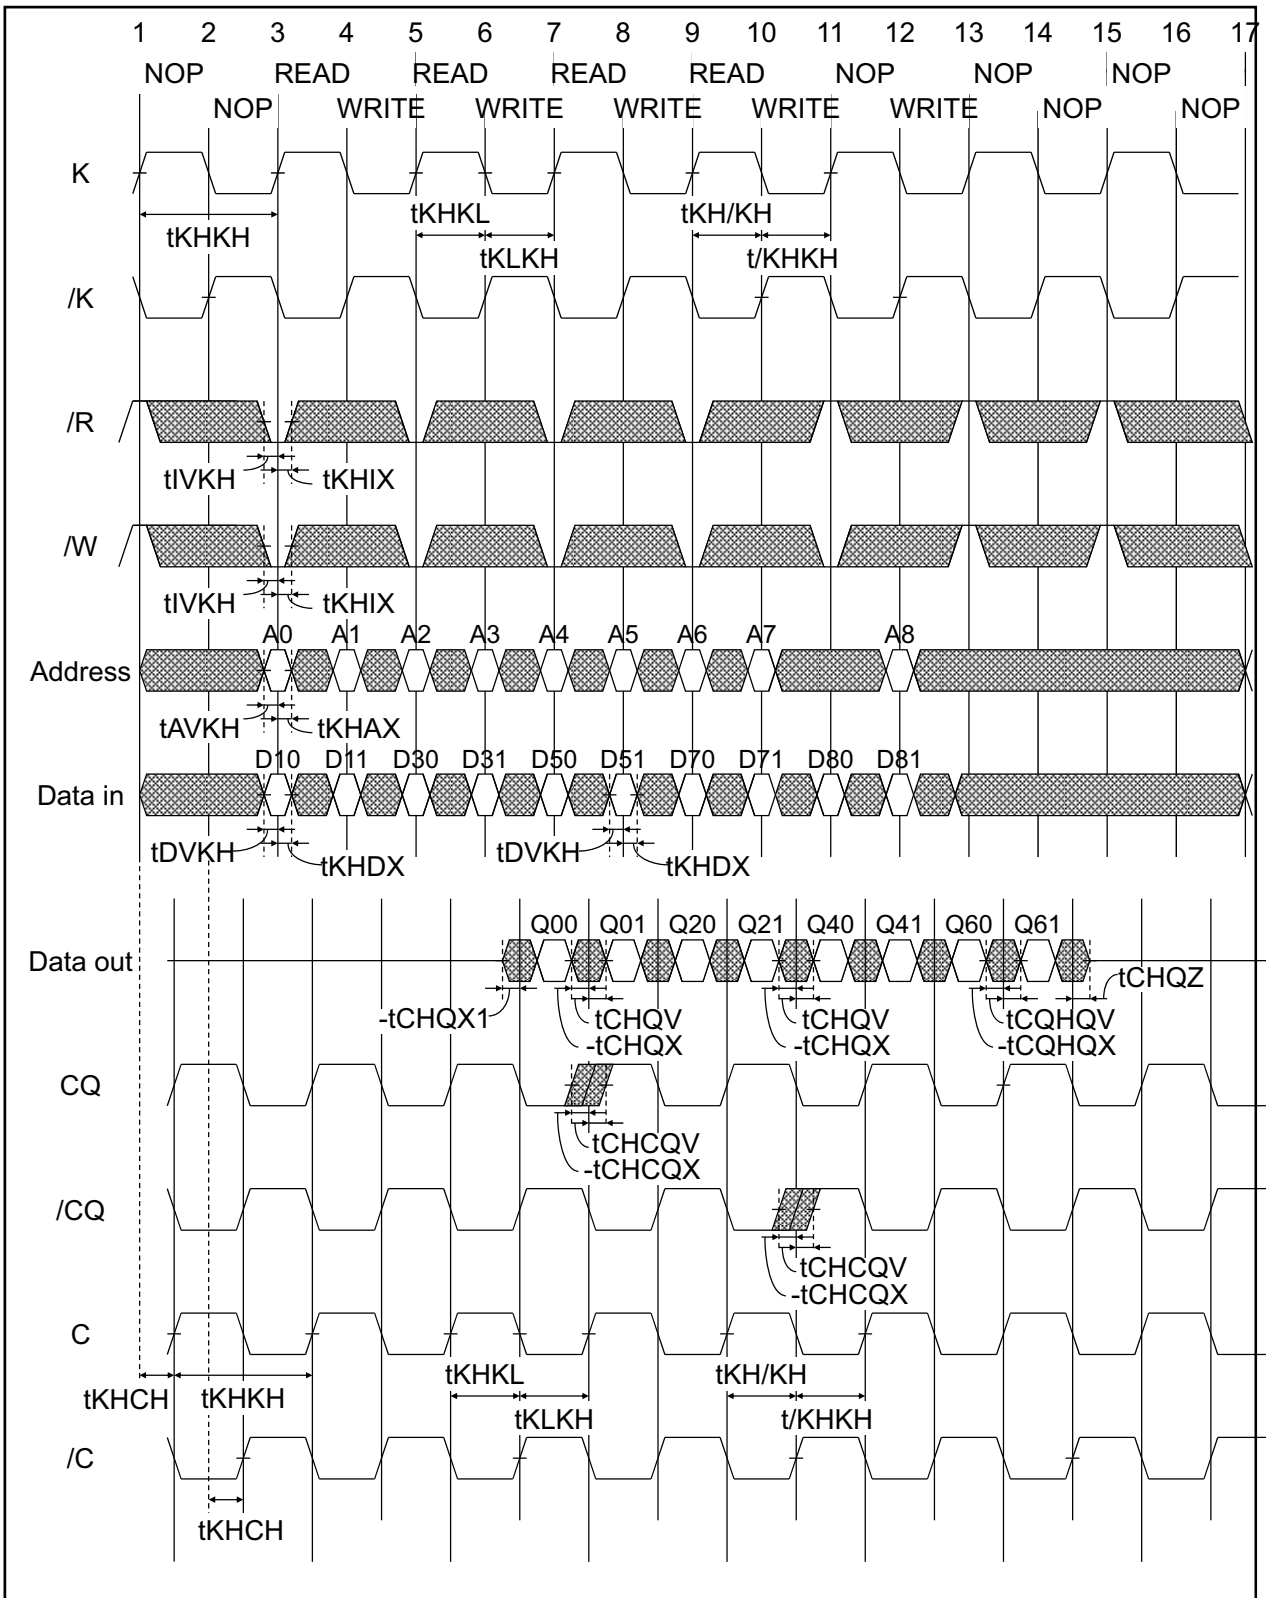 1 2 3 4 5 6 7 8 9 10 11 12 13 14 15 16 17
NOP READ READ READ READ NOP NOP NOP
NOP WRITE WRITE WRITE WRITE WRITE NOP NOP
K
tKHKL tKH/KH
tKHKH tKLKH t/KHKH
/K
/R
tIVKH tKHIX
/W
tIVKH tKHIX
A0 A1 A2 A3 A4 A5 A6 A7 A8
Address
tAVKH tKHAX
D10 D11 D30 D31 D50 D51 D70 D71 D80 D81
Data in
tDVKH tKHDX tDVKH tKHDX
Q00 Q01 Q20 Q21 Q40 Q41 Q60 Q61
Data out
tCHQZ
-tCHQX1 tCHQV tCHQV tCQHQV
-tCHQX -tCHQX -tCQHQX
CQ
tCHCQV
-tCHCQX
/CQ
tCHCQV
-tCHCQX
C
tKHKL tKH/KH
tKHCH tKHKH tKLKH t/KHKH
/C
tKHCH